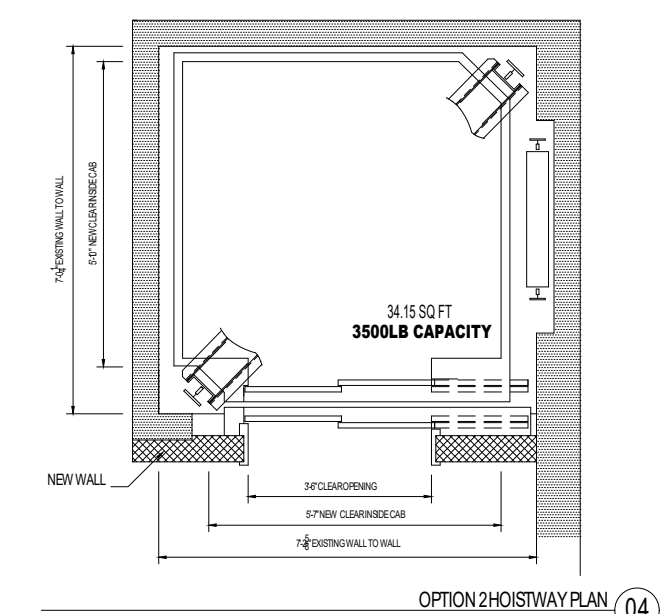 7-0¼" EXISTING WALL TO WALL
5'-10" NEW CLEAR INSIDE CAB
34.15 SQ FT
3500LB CAPACITY
NEW WALL
3'-6" CLEAR OPENING
5'-7" NEW CLEAR INSIDE CAB
EXISTING WALL TO WALL
OPTION 2 HOISTWAY PLAN
04